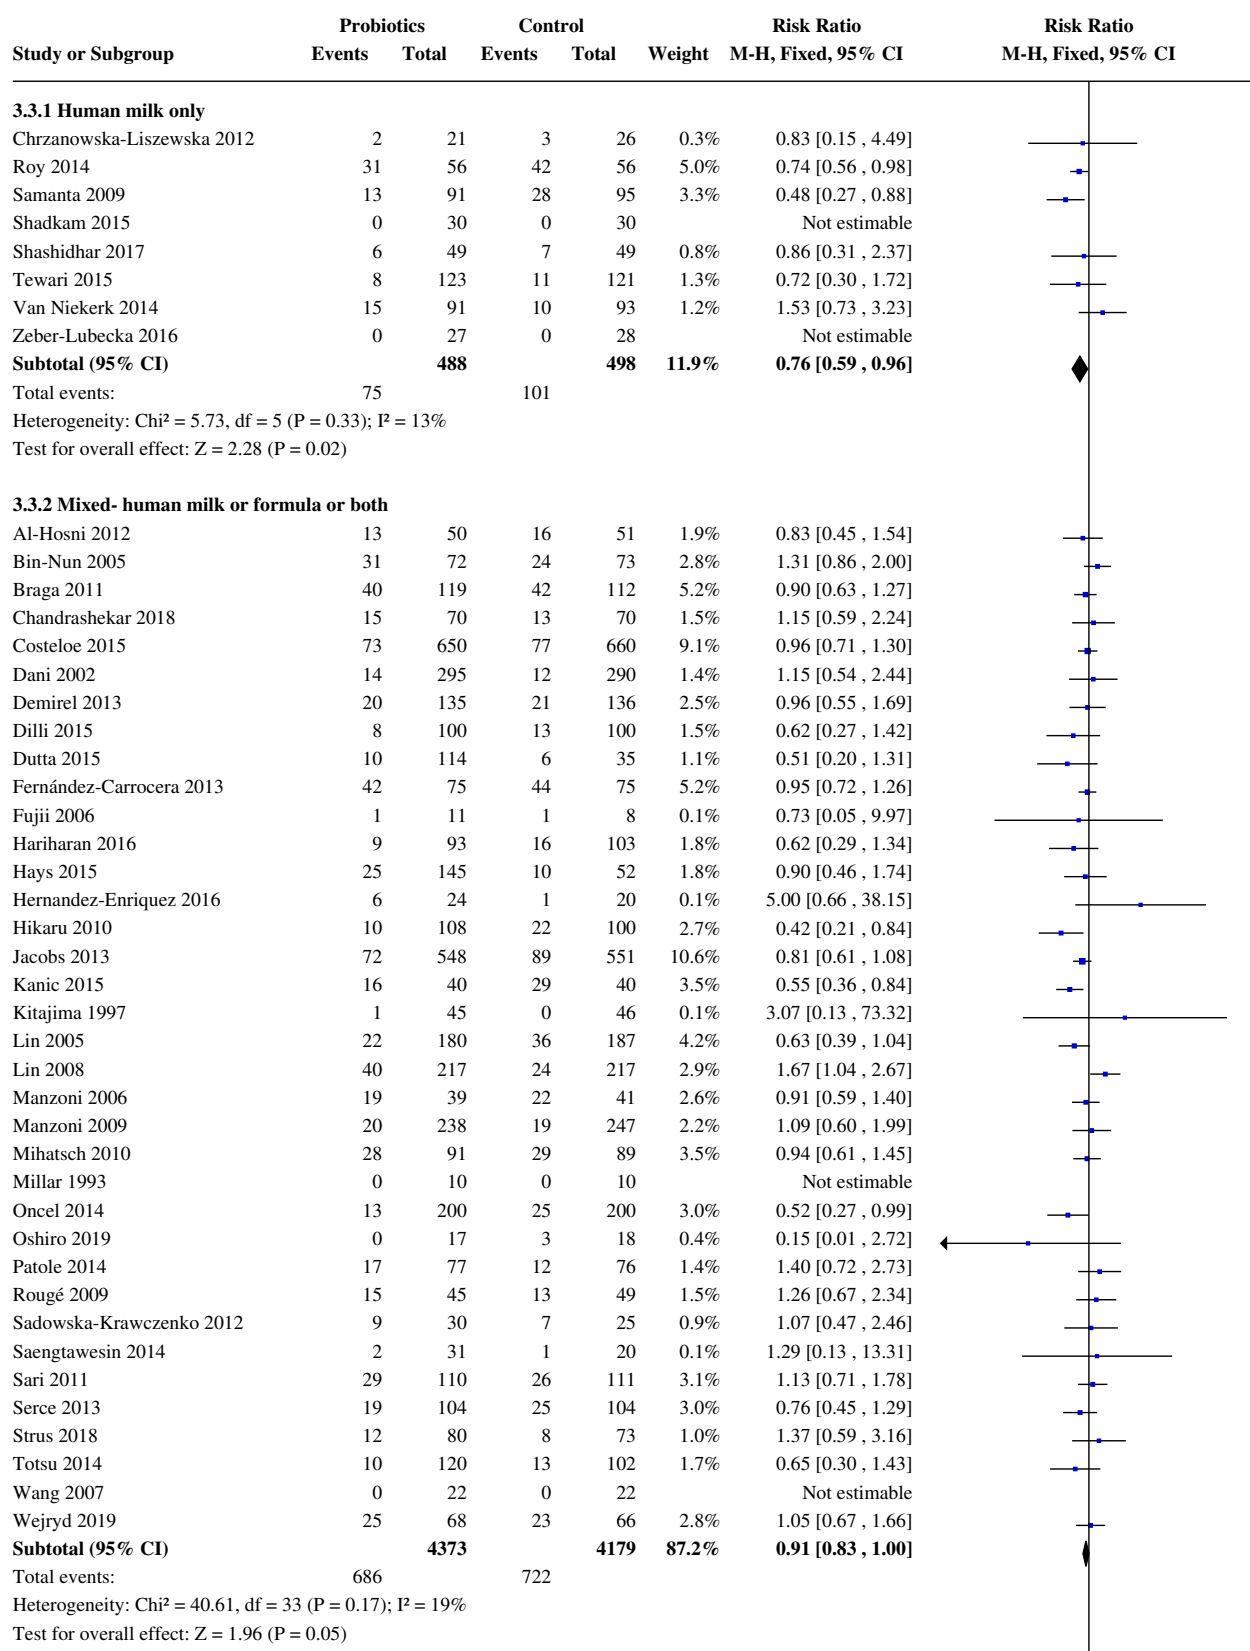 Probiotics Control Risk Ratio Risk Ratio
Study or Subgroup Events Total Events Total Weight M-H, Fixed, 95% CI M-H, Fixed, 95% CI
3.3.1 Human milk only
Chrzanowska-Liszewska 2012 2 21 3 26 0.3% 0.83 [0.15 , 4.49]
Roy 2014 31 56 42 56 5.0% 0.74 [0.56 , 0.98]
Samanta 2009 13 91 28 95 3.3% 0.48 [0.27 , 0.88]
Shadkam 2015 0 30 0 30 Not estimable
Shashidhar 2017 6 49 7 49 0.8% 0.86 [0.31 , 2.37]
Tewari 2015 8 123 11 121 1.3% 0.72 [0.30 , 1.72]
Van Niekerk 2014 15 91 10 93 1.2% 1.53 [0.73 , 3.23]
Zeber-Lubecka 2016 0 27 0 28 Not estimable
Subtotal (95% CI) 488 498 11.9% 0.76 [0.59 , 0.96]
Total events: 75 101
Heterogeneity: Chi² = 5.73, df = 5 (P = 0.33); I² = 13%
Test for overall effect: Z = 2.28 (P = 0.02)
3.3.2 Mixed- human milk or formula or both
Al-Hosni 2012 13 50 16 51 1.9% 0.83 [0.45 , 1.54]
Bin-Nun 2005 31 72 24 73 2.8% 1.31 [0.86 , 2.00]
Braga 2011 40 119 42 112 5.2% 0.90 [0.63 , 1.27]
Chandrashekar 2018 15 70 13 70 1.5% 1.15 [0.59 , 2.24]
Costeloe 2015 73 650 77 660 9.1% 0.96 [0.71 , 1.30]
Dani 2002 14 295 12 290 1.4% 1.15 [0.54 , 2.44]
Demirel 2013 20 135 21 136 2.5% 0.96 [0.55 , 1.69]
Dilli 2015 8 100 13 100 1.5% 0.62 [0.27 , 1.42]
Dutta 2015 10 114 6 35 1.1% 0.51 [0.20 , 1.31]
Fernández-Carrocera 2013 42 75 44 75 5.2% 0.95 [0.72 , 1.26]
Fujii 2006 1 11 1 8 0.1% 0.73 [0.05 , 9.97]
Hariharan 2016 9 93 16 103 1.8% 0.62 [0.29 , 1.34]
Hays 2015 25 145 10 52 1.8% 0.90 [0.46 , 1.74]
Hernandez-Enriquez 2016 6 24 1 20 0.1% 5.00 [0.66 , 38.15]
Hikaru 2010 10 108 22 100 2.7% 0.42 [0.21 , 0.84]
Jacobs 2013 72 548 89 551 10.6% 0.81 [0.61 , 1.08]
Kanic 2015 16 40 29 40 3.5% 0.55 [0.36 , 0.84]
Kitajima 1997 1 45 0 46 0.1% 3.07 [0.13 , 73.32]
Lin 2005 22 180 36 187 4.2% 0.63 [0.39 , 1.04]
Lin 2008 40 217 24 217 2.9% 1.67 [1.04 , 2.67]
Manzoni 2006 19 39 22 41 2.6% 0.91 [0.59 , 1.40]
Manzoni 2009 20 238 19 247 2.2% 1.09 [0.60 , 1.99]
Mihatsch 2010 28 91 29 89 3.5% 0.94 [0.61 , 1.45]
Millar 1993 0 10 0 10 Not estimable
Oncel 2014 13 200 25 200 3.0% 0.52 [0.27 , 0.99]
Oshiro 2019 0 17 3 18 0.4% 0.15 [0.01 , 2.72]
Patole 2014 17 77 12 76 1.4% 1.40 [0.72 , 2.73]
Rougé 2009 15 45 13 49 1.5% 1.26 [0.67 , 2.34]
Sadowska-Krawczenko 2012 9 30 7 25 0.9% 1.07 [0.47 , 2.46]
Saengtawesin 2014 2 31 1 20 0.1% 1.29 [0.13 , 13.31]
Sari 2011 29 110 26 111 3.1% 1.13 [0.71 , 1.78]
Serce 2013 19 104 25 104 3.0% 0.76 [0.45 , 1.29]
Strus 2018 12 80 8 73 1.0% 1.37 [0.59 , 3.16]
Totsu 2014 10 120 13 102 1.7% 0.65 [0.30 , 1.43]
Wang 2007 0 22 0 22 Not estimable
Wejryd 2019 25 68 23 66 2.8% 1.05 [0.67 , 1.66]
Subtotal (95% CI) 4373 4179 87.2% 0.91 [0.83 , 1.00]
Total events: 686 722
Heterogeneity: Chi² = 40.61, df = 33 (P = 0.17); I² = 19%
Test for overall effect: Z = 1.96 (P = 0.05)